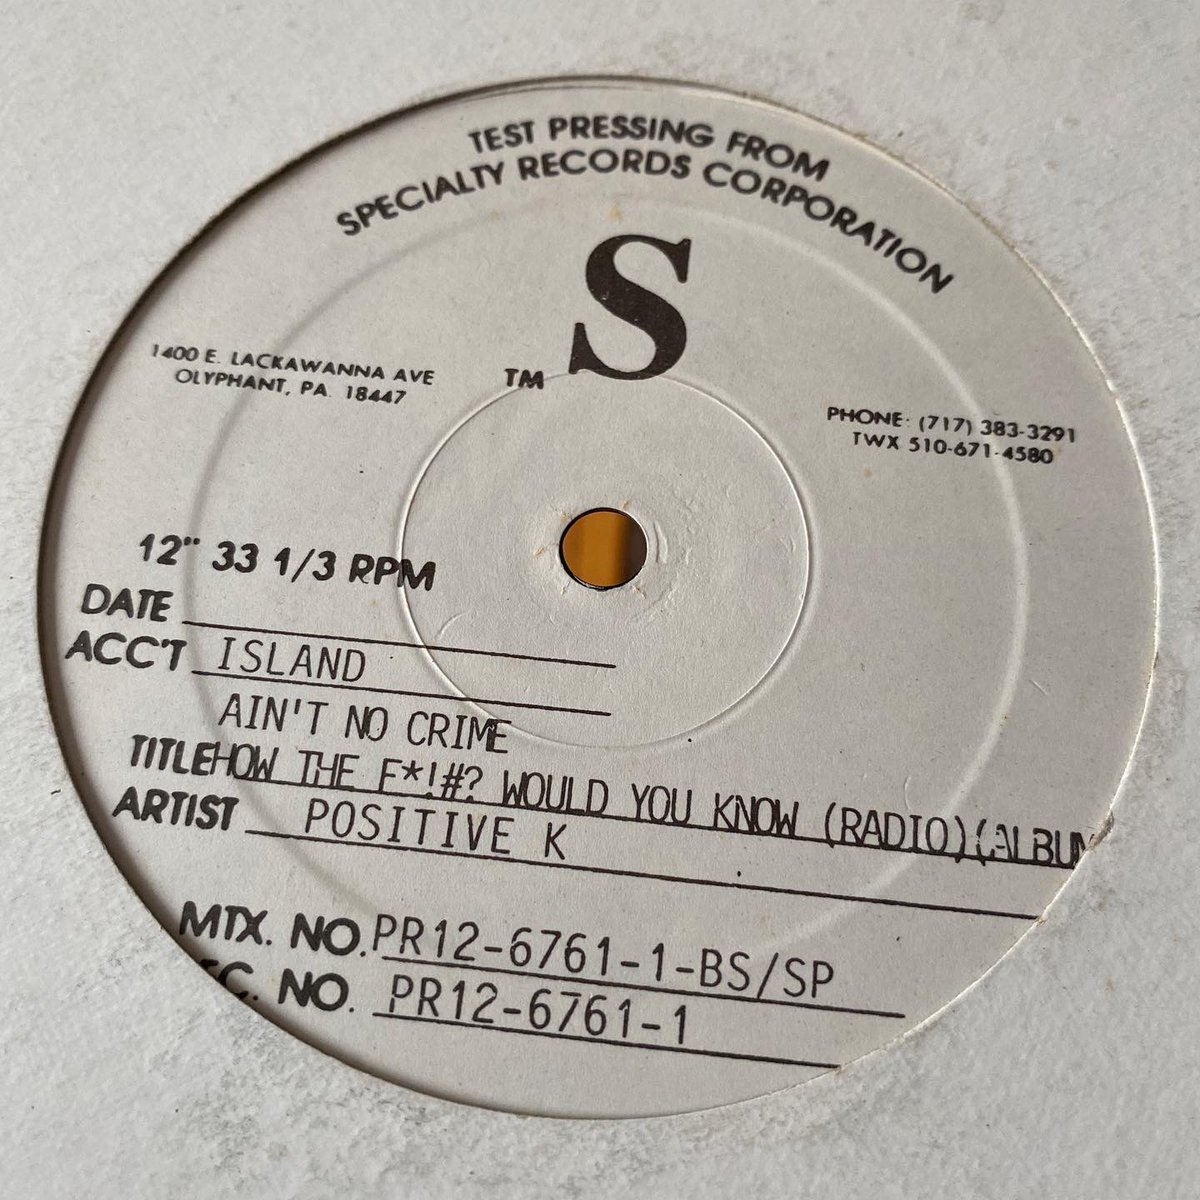 TEST PRESSING FROM
SPECIALTY RECORDS CORPORATION
S
TM
1400 E. LACKAWANNA AVE
OLYPHANT, PA. 18447
PHONE: (717) 383-3291
TWX 510-671-4580
12" 33 1/3 RPM
DATE
ACC'T ISLAND
AIN'T NO CRIME
TITLE HOW THE F*!#? WOULD YOU KNOW (RADIO)(ALBUM
ARTIST POSITIVE K
MTX. NO. PR12-6761-1-BS/SP
C. NO. PR12-6761-1